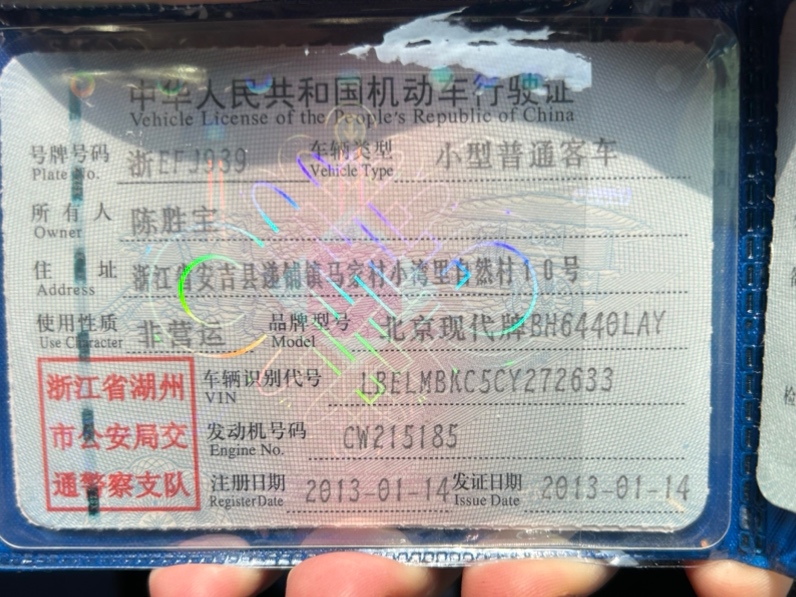 中华人民共和国机动车行驶证
Vehicle License of the People's Republic of China
号牌号码 浙EFJ939 车辆类型 小型普通客车
Plate No. Vehicle Type
所有人 陈胜宝
Owner
住址 浙江省安吉县递铺镇马家村小湾里自然村10号
Address
使用性质 非营运 品牌型号 北京现代牌BH6440LAY
Use Character Model
浙江省湖州
市公安局交
通警察支队
车辆识别代号 LBELMBKC5CY272633
VIN
发动机号码 CW215185
Engine No.
注册日期 2013-01-14 发证日期 2013-01-14
Register Date Issue Date